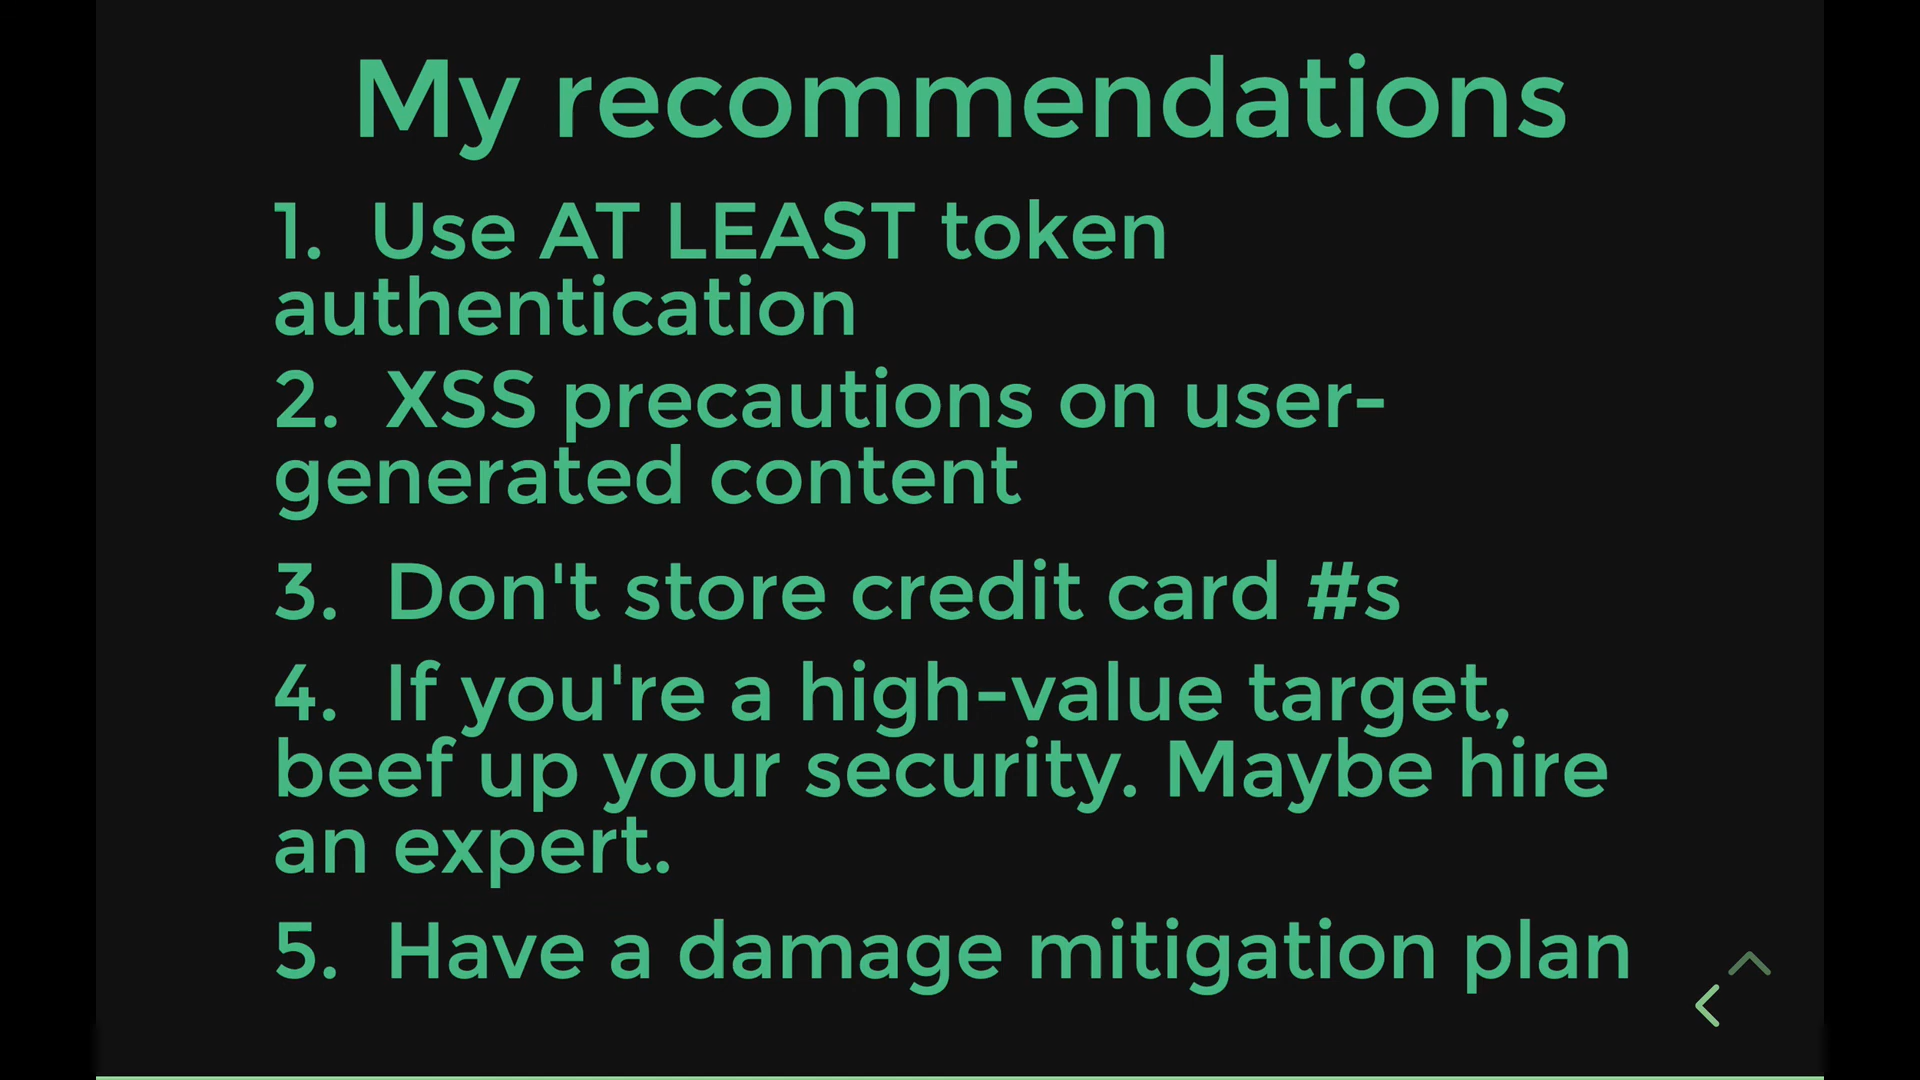 My recommendations
1. Use AT LEAST token
authentication
2. XSS precautions on user-
generated content
3. Don't store credit card #s
4. If you're a high-value target,
beef up your security. Maybe hire
an expert.
5. Have a damage mitigation plan